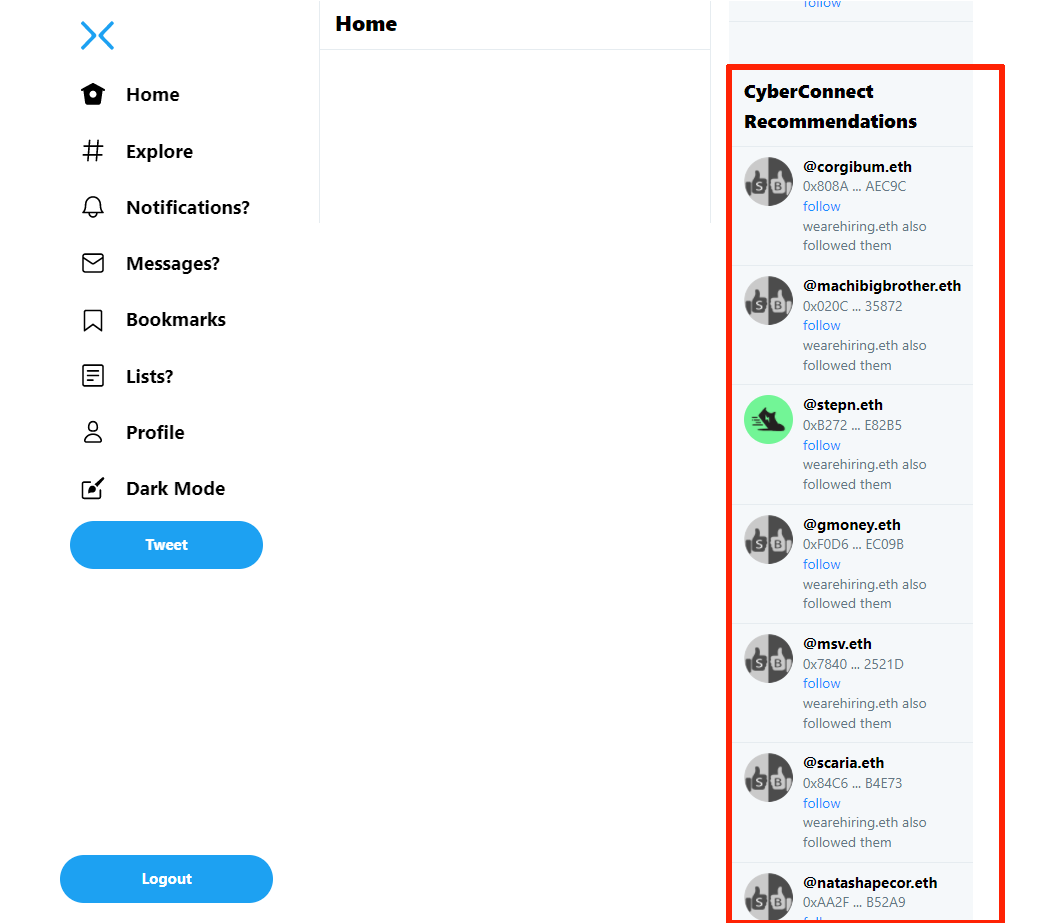 Home
Explore
Notifications?
Messages?
Bookmarks
Lists?
Profile
Dark Mode
Tweet
Logout
Home
follow
CyberConnect
Recommendations
S B
@corgibum.eth
0x808A ... AEC9C
follow
wearehiring.eth also
followed them
S B
@machibigbrother.eth
0x020C ... 35872
follow
wearehiring.eth also
followed them
@stepn.eth
0xB272 ... E82B5
follow
wearehiring.eth also
followed them
S B
@gmoney.eth
0xF0D6 ... EC09B
follow
wearehiring.eth also
followed them
S B
@msv.eth
0x7840 ... 2521D
follow
wearehiring.eth also
followed them
S B
@scaria.eth
0x84C6 ... B4E73
follow
wearehiring.eth also
followed them
S B
@natashapecor.eth
0xAA2F ... B52A9